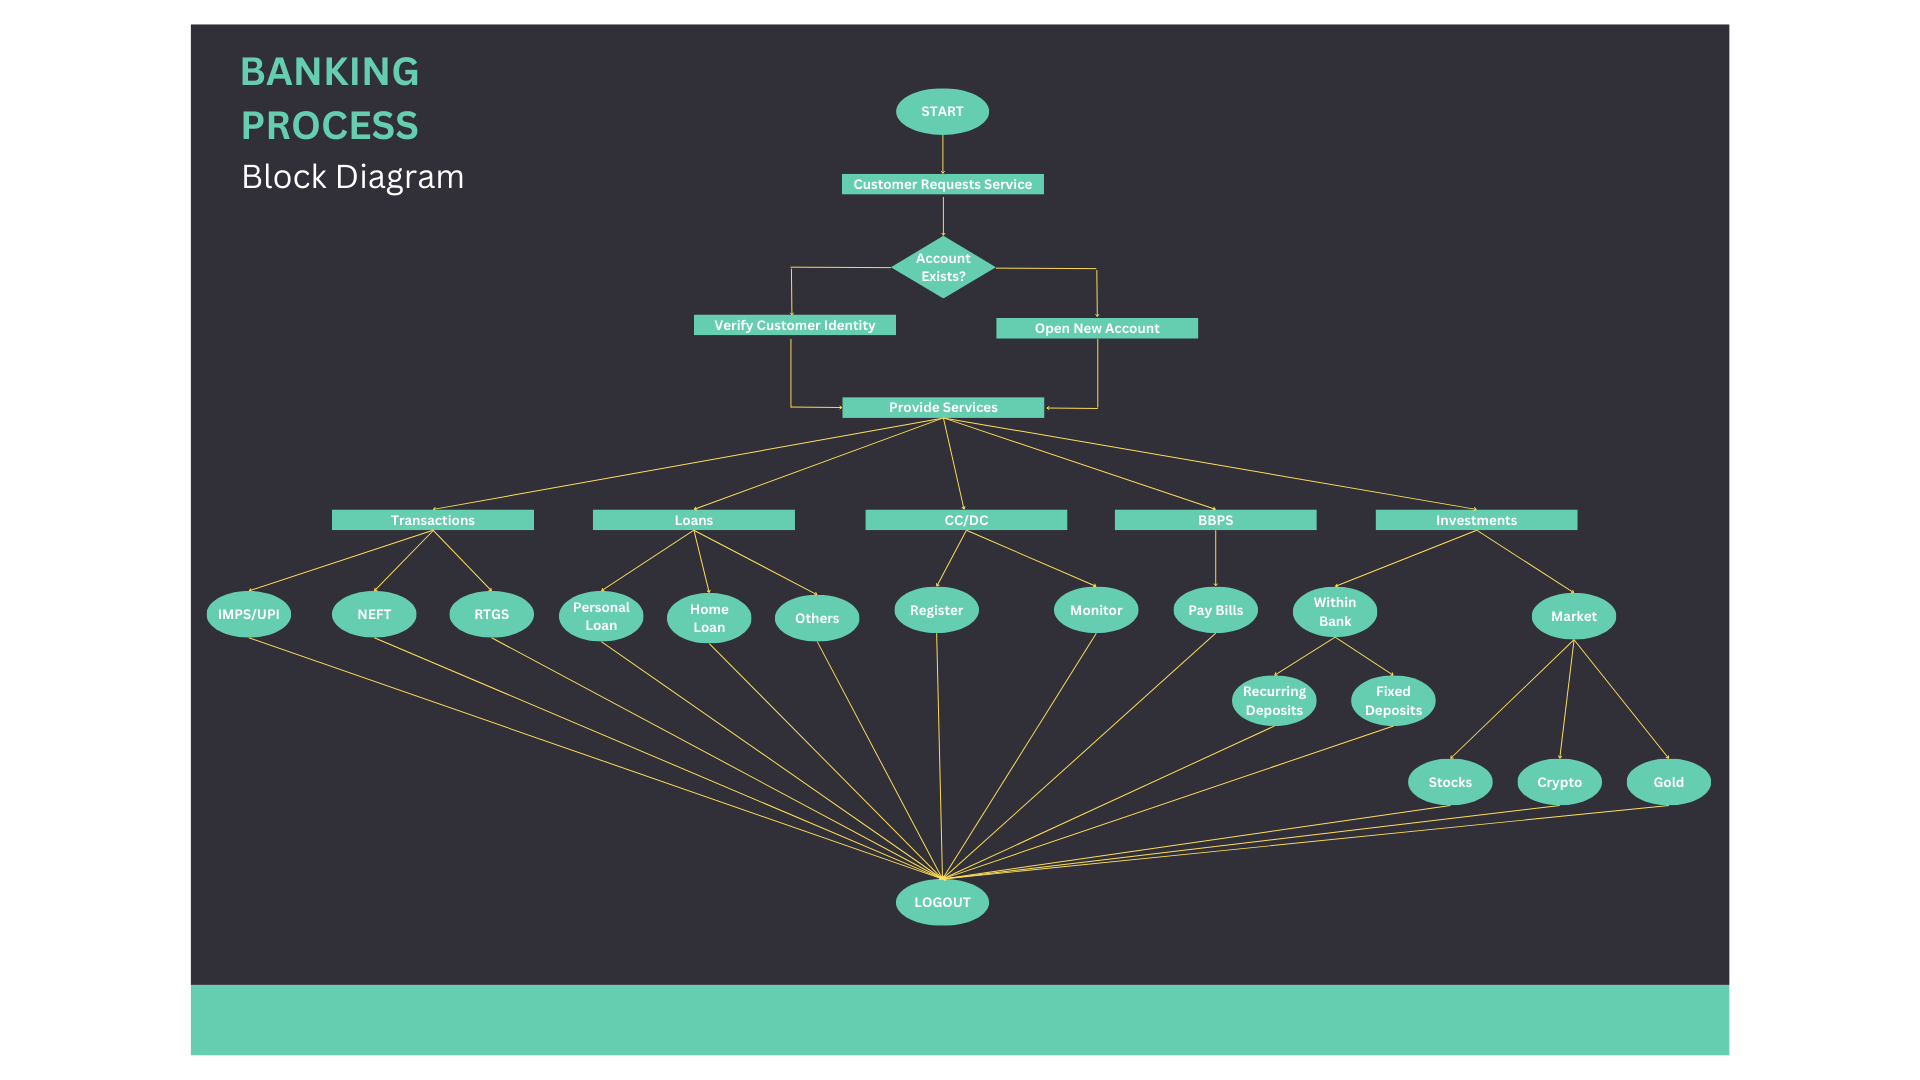 BANKING
PROCESS
Block Diagram
START
Customer Requests Service
Account
Exists?
Verify Customer Identity
Open New Account
Provide Services
Transactions
Loans
CC/DC
BBPS
Investments
IMPS/UPI
NEFT
RTGS
Personal
Loan
Home
Loan
Others
Register
Monitor
Pay Bills
Within
Bank
Market
Recurring
Deposits
Fixed
Deposits
Stocks
Crypto
Gold
LOGOUT